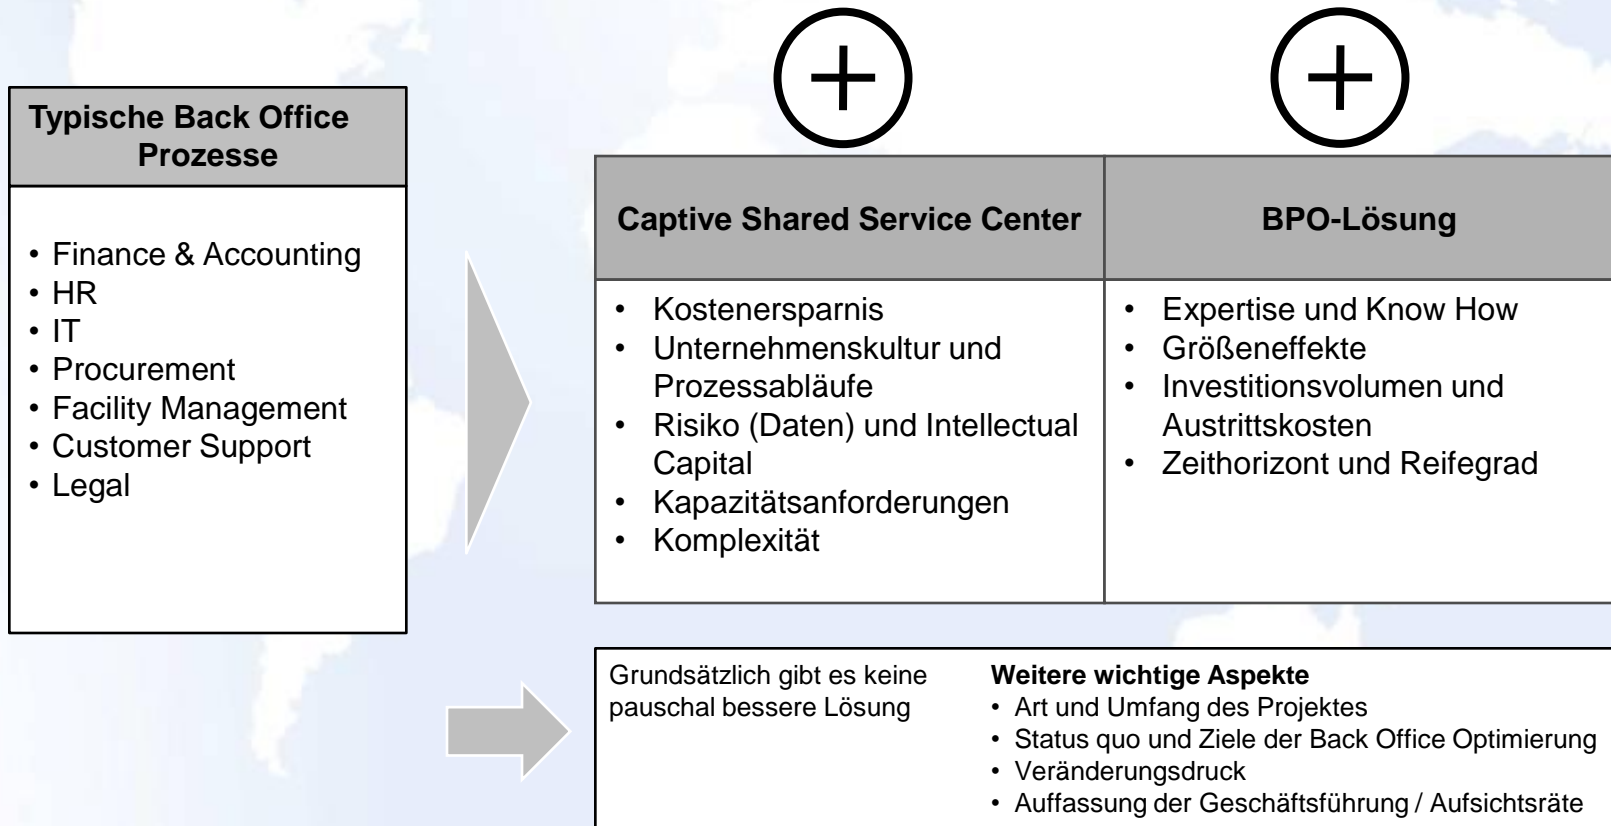 Typische Back Office
Prozesse
• Finance & Accounting
• HR
• IT
• Procurement
• Facility Management
• Customer Support
• Legal
Captive Shared Service Center
• Kostenersparnis
• Unternehmenskultur und
Prozessabläufe
• Risiko (Daten) und Intellectual
Capital
• Kapazitätsanforderungen
• Komplexität
BPO-Lösung
• Expertise und Know How
• Größeneffekte
• Investitionsvolumen und
Austrittskosten
• Zeithorizont und Reifegrad
Grundsätzlich gibt es keine
pauschal bessere Lösung
Weitere wichtige Aspekte
• Art und Umfang des Projektes
• Status quo und Ziele der Back Office Optimierung
• Veränderungsdruck
• Auffassung der Geschäftsführung / Aufsichtsräte